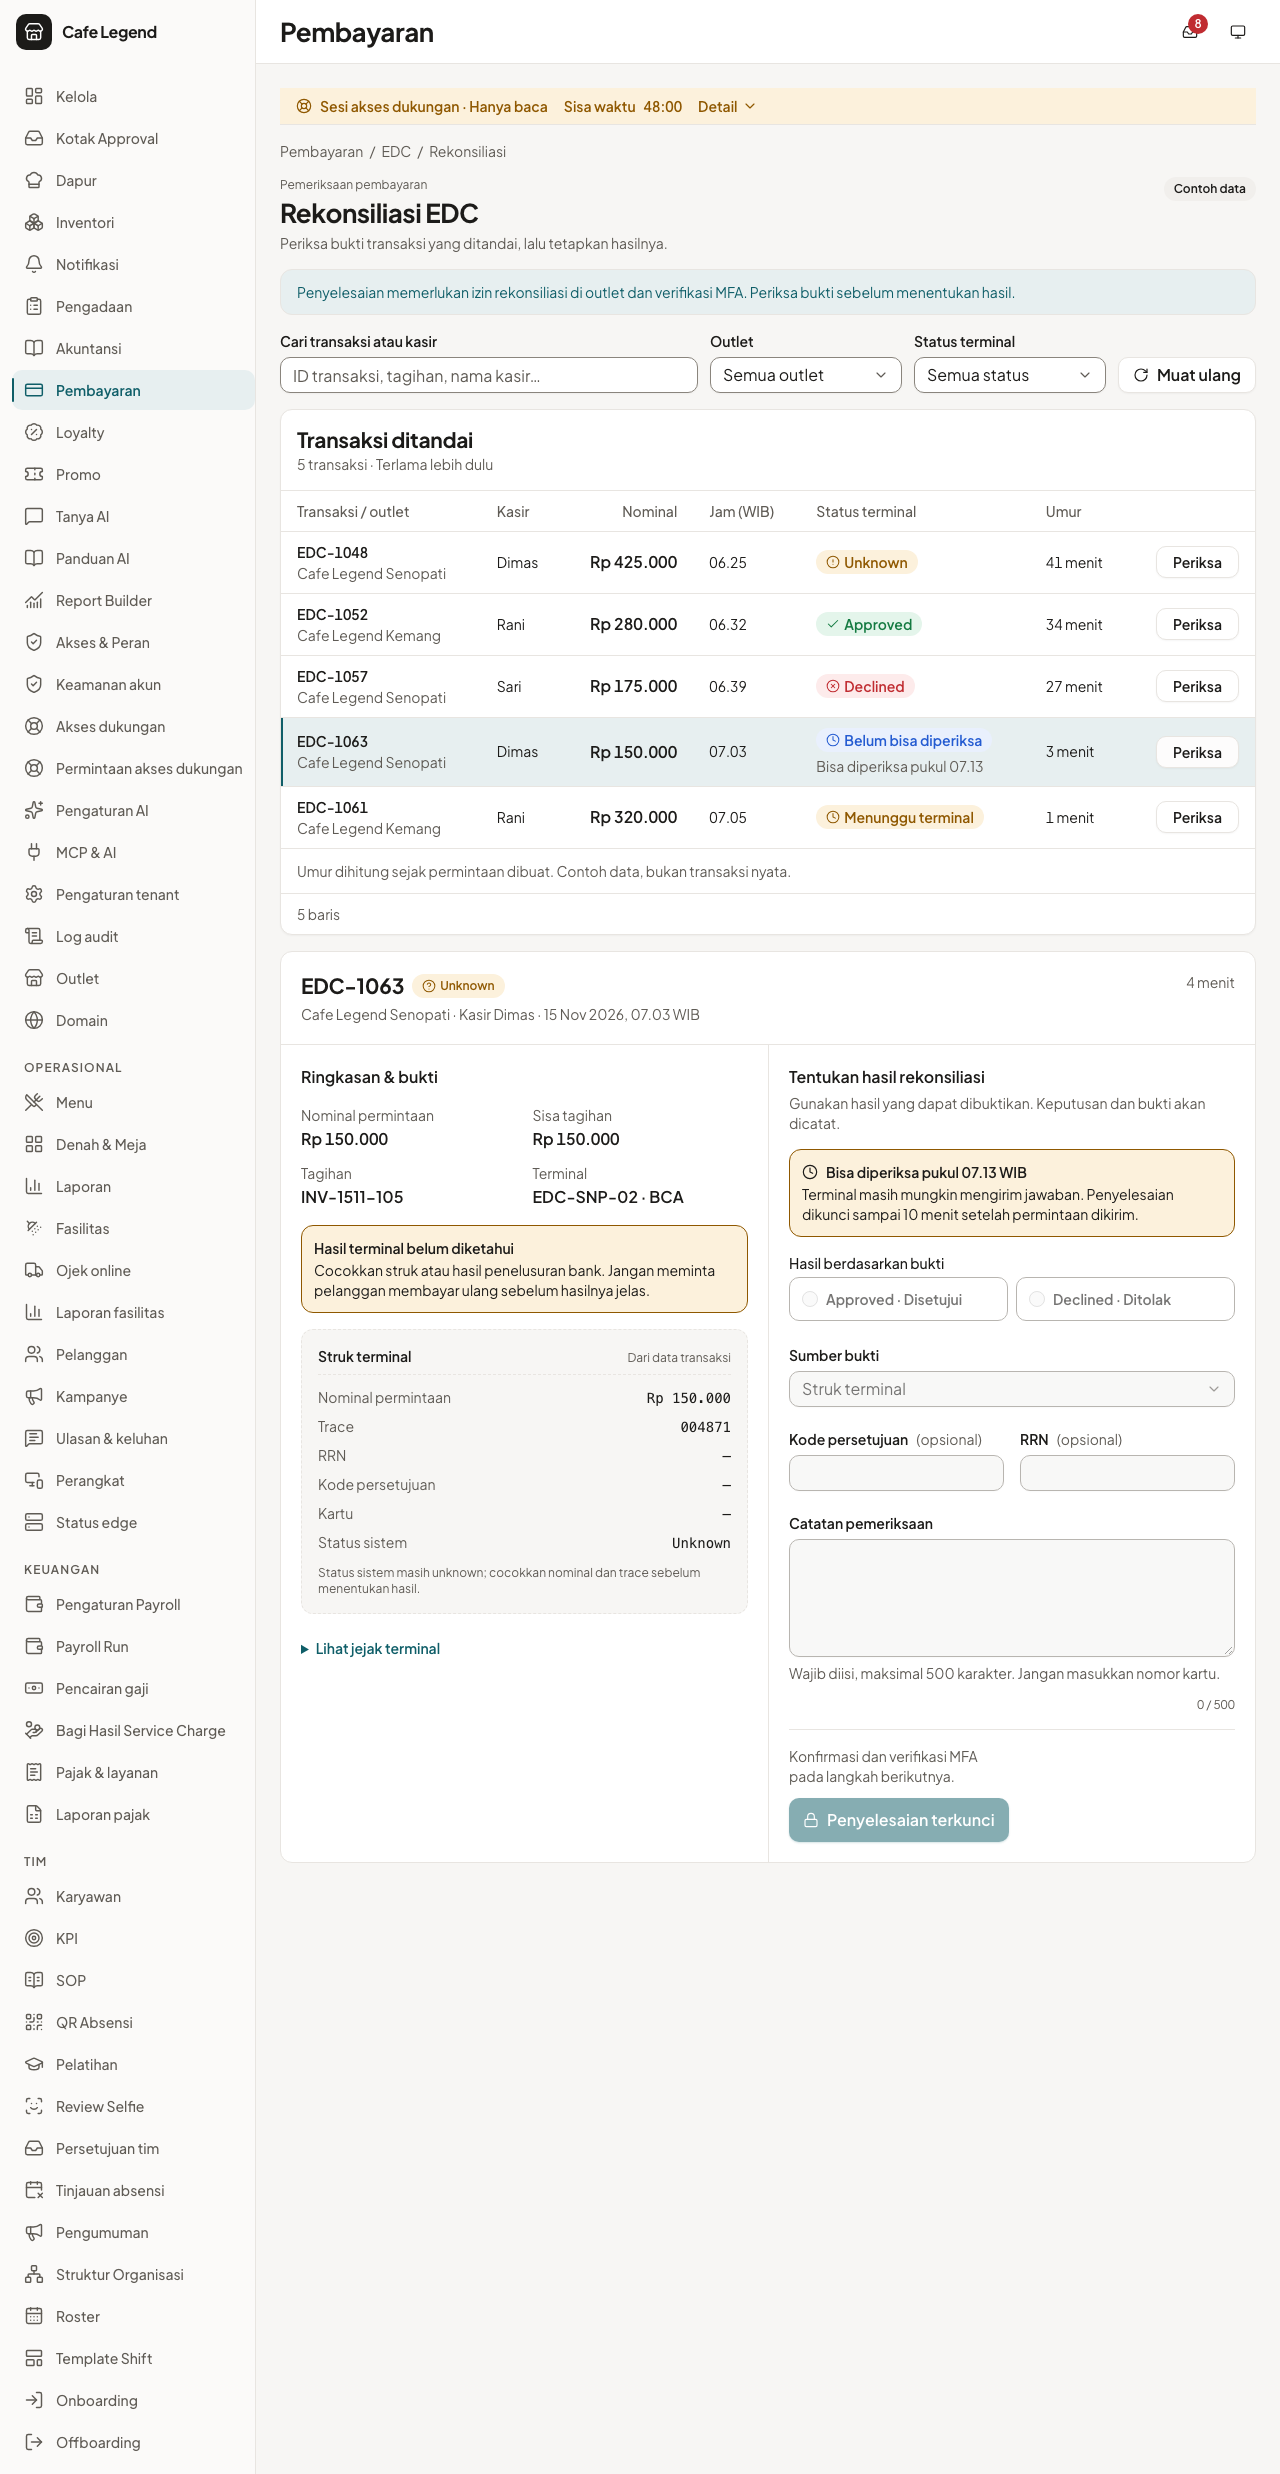 Cafe Legend
Pembayaran
8
Kelola
Kotak Approval
Dapur
Inventori
Notifikasi
Pengadaan
Akuntansi
Pembayaran
Loyalty
Promo
Tanya AI
Panduan AI
Report Builder
Akses & Peran
Keamanan akun
Akses dukungan
Permintaan akses dukungan
Pengaturan AI
MCP & AI
Pengaturan tenant
Log audit
Outlet
Domain
OPERASIONAL
Menu
Denah & Meja
Laporan
Fasilitas
Ojek online
Laporan fasilitas
Pelanggan
Kampanye
Ulasan & keluhan
Perangkat
Status edge
KEUANGAN
Pengaturan Payroll
Payroll Run
Pencairan gaji
Bagi Hasil Service Charge
Pajak & layanan
Laporan pajak
TIM
Karyawan
KPI
SOP
QR Absensi
Pelatihan
Review Selfie
Persetujuan tim
Tinjauan absensi
Pengumuman
Struktur Organisasi
Roster
Template Shift
Onboarding
Offboarding
Sesi akses dukungan · Hanya baca Sisa waktu 48:00 Detail
Pembayaran / EDC / Rekonsiliasi
Pemeriksaan pembayaran
Contoh data
Rekonsiliasi EDC
Periksa bukti transaksi yang ditandai, lalu tetapkan hasilnya.
Penyelesaian memerlukan izin rekonsiliasi di outlet dan verifikasi MFA. Periksa bukti sebelum menentukan hasil.
Cari transaksi atau kasir Outlet Status terminal
ID transaksi, tagihan, nama kasir... Semua outlet Semua status Muat ulang
Transaksi ditandai
5 transaksi · Terlama lebih dulu
Transaksi / outlet Kasir Nominal Jam (WIB) Status terminal Umur
EDC-1048
Cafe Legend Senopati Dimas Rp 425.000 06.25 Unknown 41 menit Periksa
EDC-1052
Cafe Legend Kemang Rani Rp 280.000 06.32 Approved 34 menit Periksa
EDC-1057
Cafe Legend Senopati Sari Rp 175.000 06.39 Declined 27 menit Periksa
EDC-1063
Cafe Legend Senopati Dimas Rp 150.000 07.03 Belum bisa diperiksa 3 menit Periksa
Bisa diperiksa pukul 07.13
EDC-1061
Cafe Legend Kemang Rani Rp 320.000 07.05 Menunggu terminal 1 menit Periksa
Umur dihitung sejak permintaan dibuat. Contoh data, bukan transaksi nyata.
5 baris
EDC-1063 Unknown 4 menit
Cafe Legend Senopati · Kasir Dimas · 15 Nov 2026, 07.03 WIB
Ringkasan & bukti
Nominal permintaan Sisa tagihan
Rp 150.000 Rp 150.000
Tagihan Terminal
INV-1511-105 EDC-SNP-02 · BCA
Hasil terminal belum diketahui
Cocokkan struk atau hasil penelusuran bank. Jangan meminta
pelanggan membayar ulang sebelum hasilnya jelas.
Struk terminal Dari data transaksi
Nominal permintaan Rp 150.000
Trace 004871
RRN –
Kode persetujuan –
Kartu –
Status sistem Unknown
Status sistem masih unknown; cocokkan nominal dan trace sebelum
menentukan hasil.
Lihat jejak terminal
Tentukan hasil rekonsiliasi
Gunakan hasil yang dapat dibuktikan. Keputusan dan bukti akan
dicatat.
Bisa diperiksa pukul 07.13 WIB
Terminal masih mungkin mengirim jawaban. Penyelesaian
dikunci sampai 10 menit setelah permintaan dikirim.
Hasil berdasarkan bukti
Approved · Disetujui Declined · Ditolak
Sumber bukti
Struk terminal
Kode persetujuan (opsional) RRN (opsional)
Catatan pemeriksaan
Wajib diisi, maksimal 500 karakter. Jangan masukkan nomor kartu.
0 / 500
Konfirmasi dan verifikasi MFA
pada langkah berikutnya.
Penyelesaian terkunci